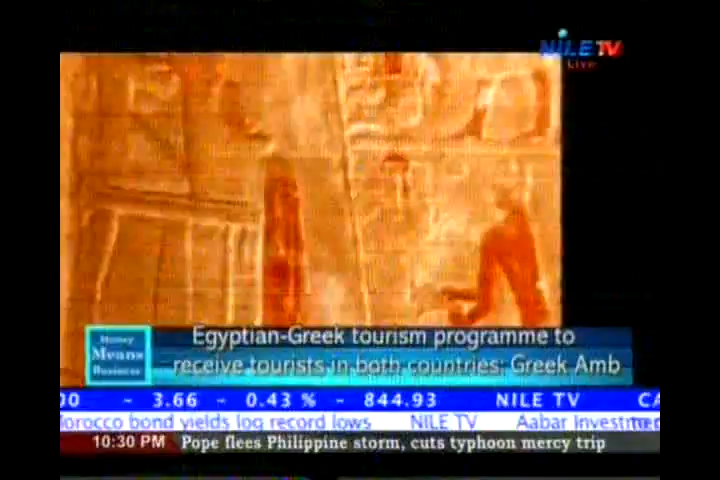 NiLE TV
Live
Egyptian-Greek tourism programme to
receive tourists in both countries: Greek Amb
Money
Means
Business
00 - 3.66 - 0.43 % - 844.93 NILE TV CA
Morocco bond yields log record lows NILE TV Aabar
10:30 PM Pope flees Philippine storm, cuts typhoon mercy trip